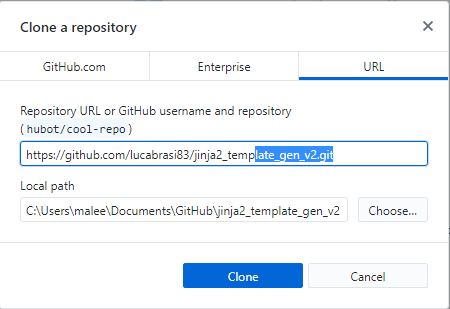 Clone a repository
GitHub.com
Enterprise
URL
Repository URL or GitHub username and repository
(hubot/cool-repo)
https://github.com/lucabrasi83/jinja2_template_gen_v2.git
Local path
C:\Users\malee\Documents\GitHub\jinja2_template_gen_v2
Choose...
Clone
Cancel